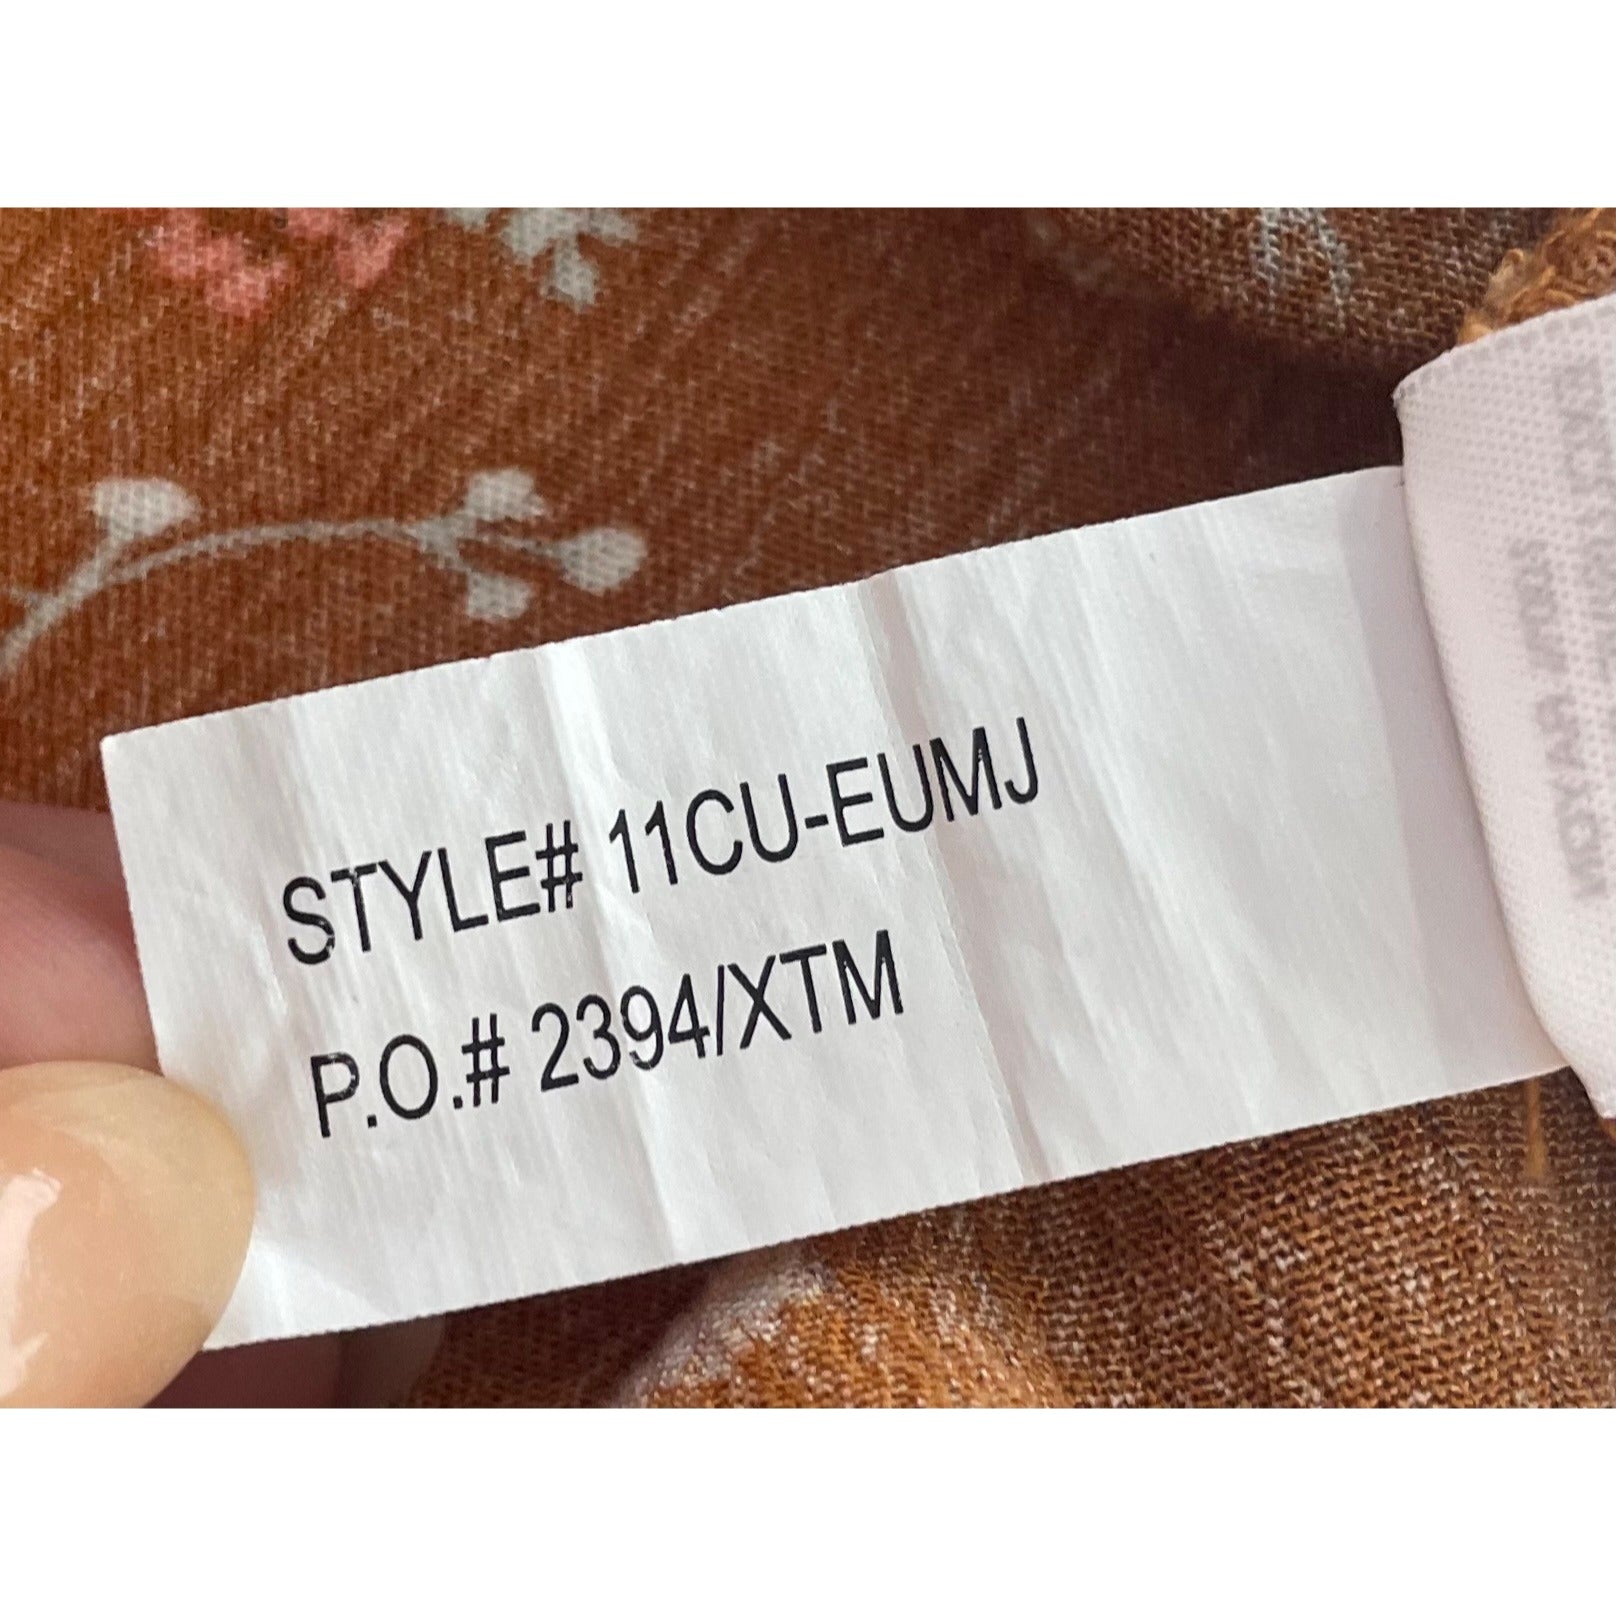 STYLE# 11CU-EUMJ
P.O.# 2394/XTM